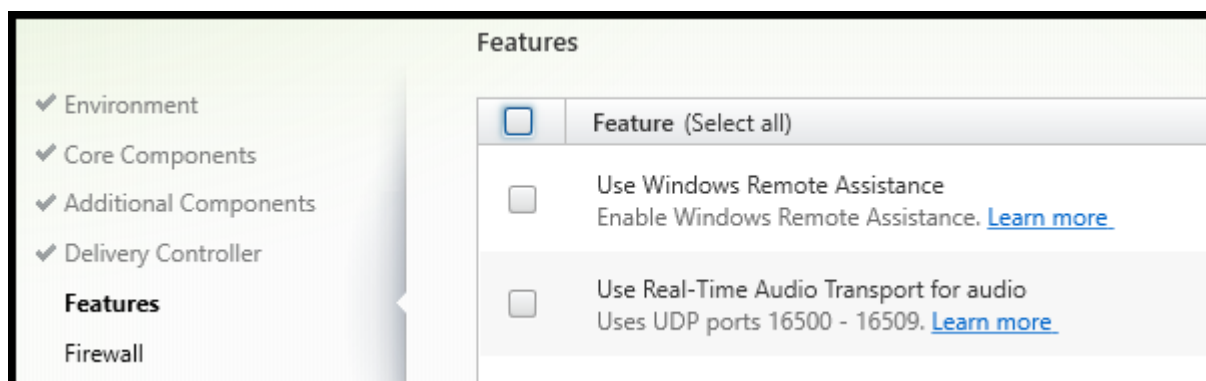 Features
Environment
Core Components
Additional Components
Delivery Controller
Features
Firewall
Feature (Select all)
Use Windows Remote Assistance
Enable Windows Remote Assistance. Learn more
Use Real-Time Audio Transport for audio
Uses UDP ports 16500 - 16509. Learn more